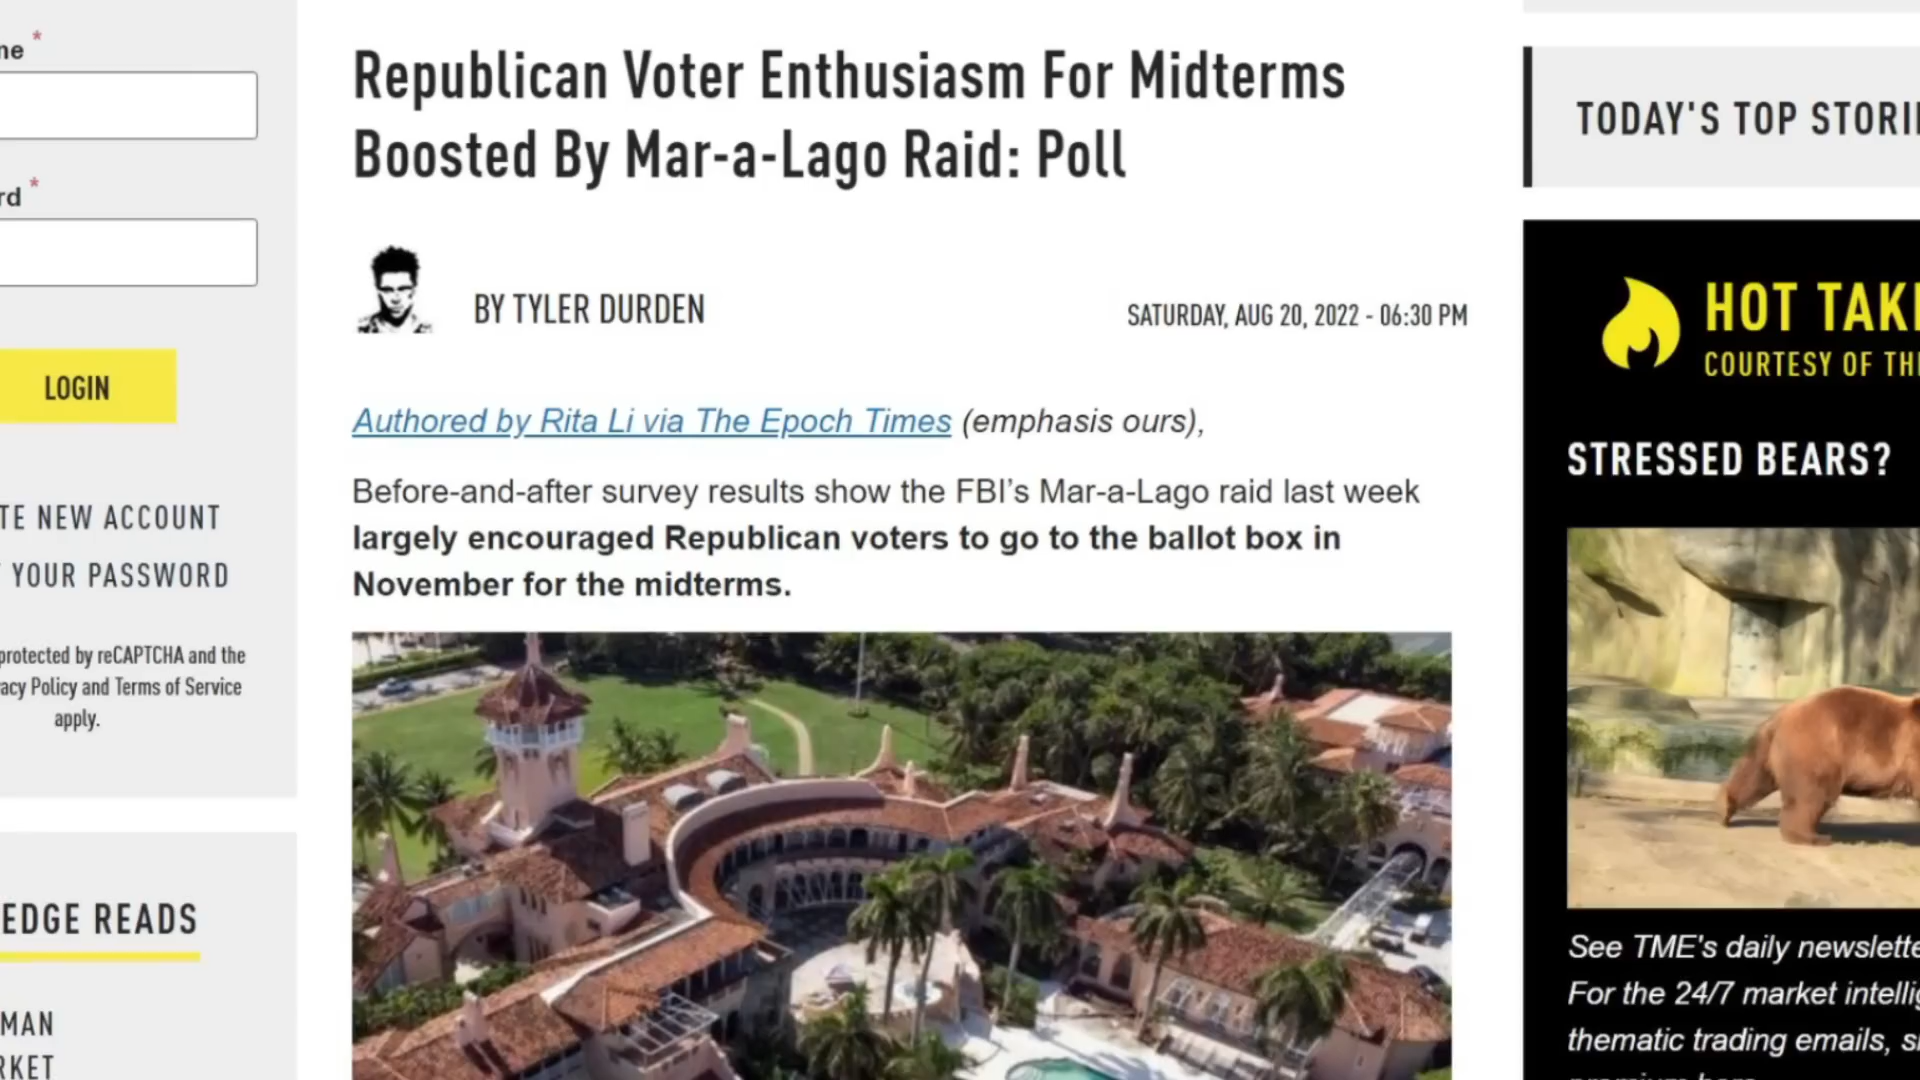 ne *
rd *
LOGIN
TE NEW ACCOUNT
YOUR PASSWORD
protected by reCAPTCHA and the
acy Policy and Terms of Service
apply.
EDGE READS
MAN
RKET
Republican Voter Enthusiasm For Midterms
Boosted By Mar-a-Lago Raid: Poll
BY TYLER DURDEN
SATURDAY, AUG 20, 2022 - 06:30 PM
Authored by Rita Li via The Epoch Times (emphasis ours),
Before-and-after survey results show the FBI’s Mar-a-Lago raid last week
largely encouraged Republican voters to go to the ballot box in
November for the midterms.
TODAY'S TOP STORI
HOT TAK
COURTESY OF TH
STRESSED BEARS?
See TME's daily newslette
For the 24/7 market intellig
thematic trading emails, s